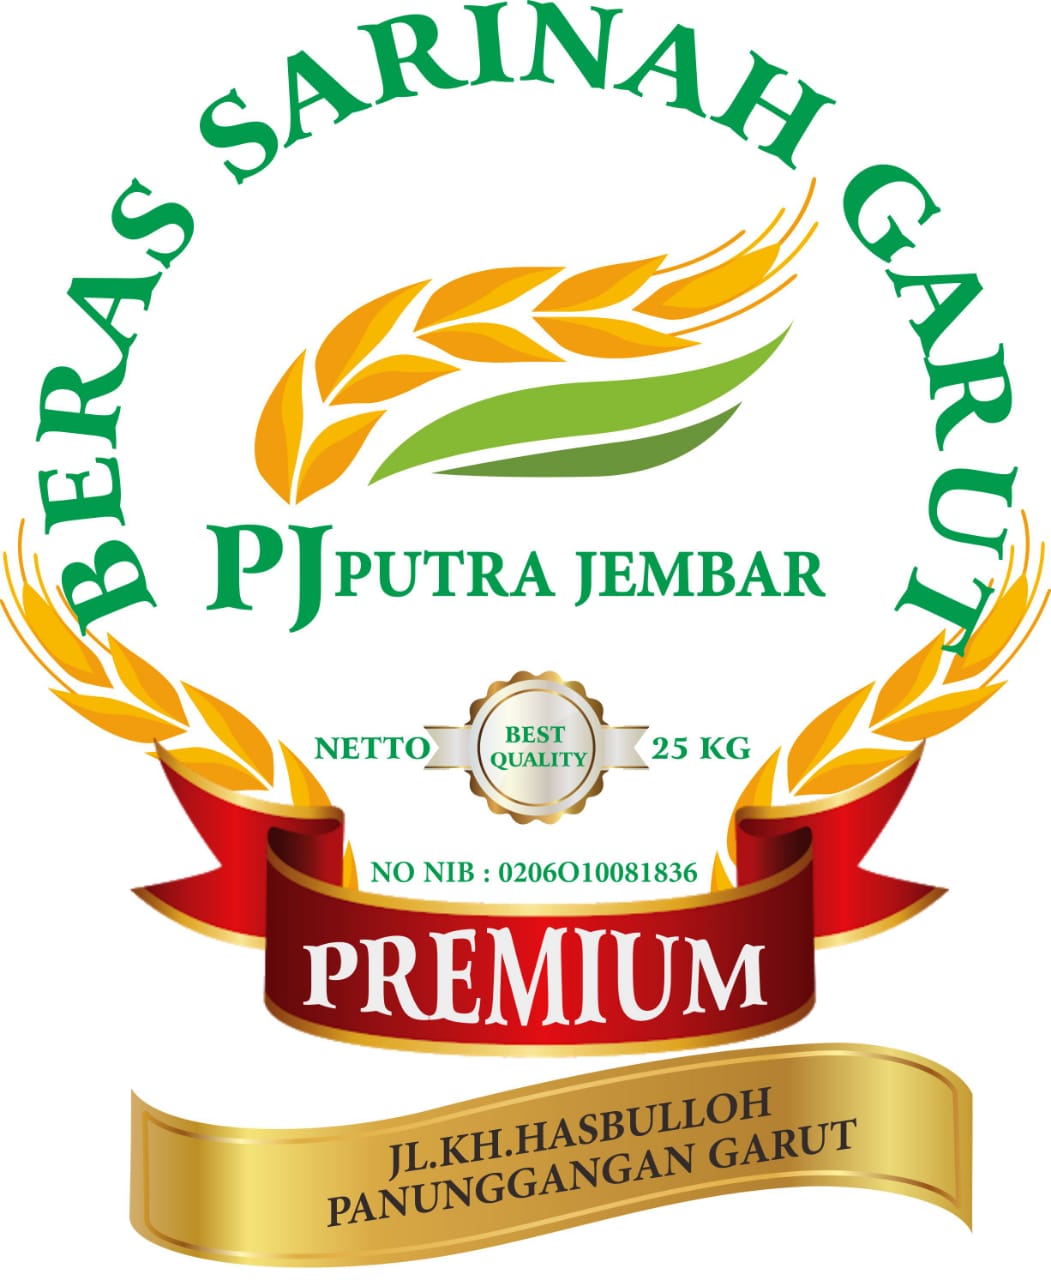 BERAS SARINAH GARUT
PJ PUTRA JEMBAR
NETTO
BEST
QUALITY
25 KG
NO NIB : 0206O10081836
PREMIUM
JL.KH.HASBULLOH
PANUNGGANGAN GARUT